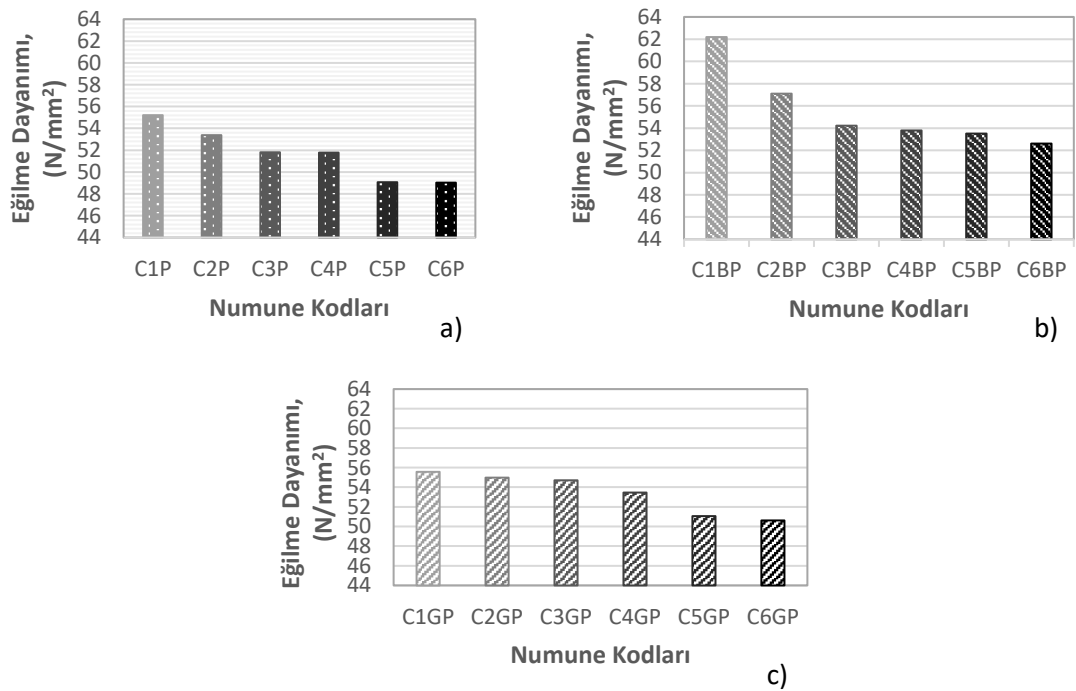 Eğilme Dayanımı,
(N/mm²)
64
62
60
58
56
54
52
50
48
46
44
C1P C2P C3P C4P C5P C6P
Numune Kodları
a)
Eğilme Dayanımı,
(N/mm²)
64
62
60
58
56
54
52
50
48
46
44
C1BP C2BP C3BP C4BP C5BP C6BP
Numune Kodları
b)
Eğilme Dayanımı,
(N/mm²)
64
62
60
58
56
54
52
50
48
46
44
C1GP C2GP C3GP C4GP C5GP C6GP
Numune Kodları
c)